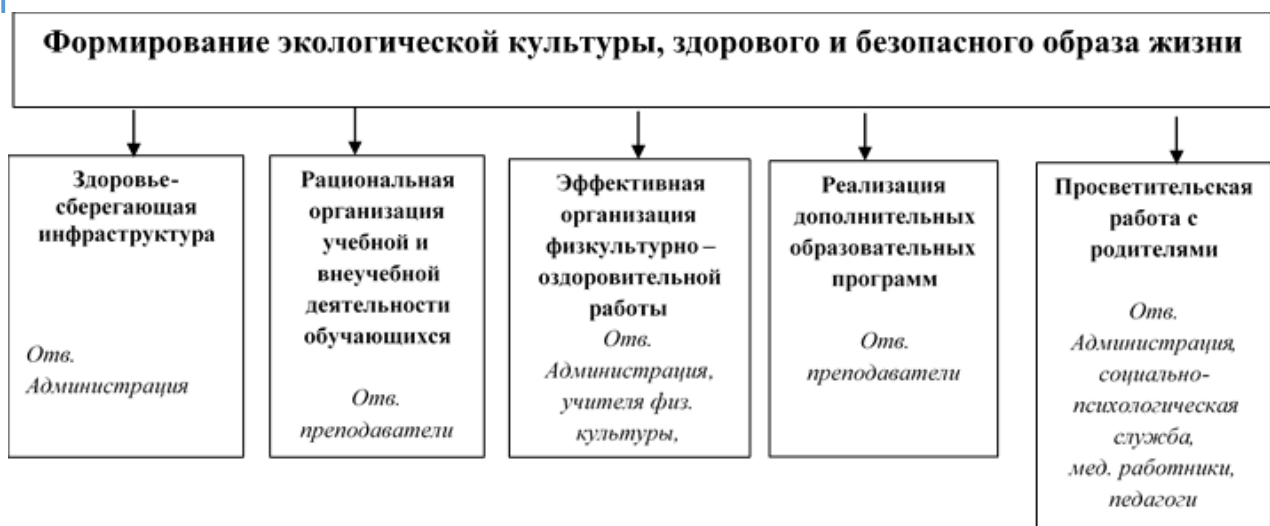 Формирование экологической культуры, здорового и безопасного образа жизни
Здоровье-
сберегающая
инфраструктура
Отв.
Администрация
Рациональная
организация
учебной и
внеучебной
деятельности
обучающихся
Отв.
преподаватели
Эффективная
организация
физкультурно –
оздоровительной
работы
Отв.
Администрация,
учителя физ.
культуры,
Реализация
дополнительных
образовательных
программ
Отв.
преподаватели
Просветительская
работа с
родителями
Отв.
Администрация,
социально-
психологическая
служба,
мед. работники,
педагоги